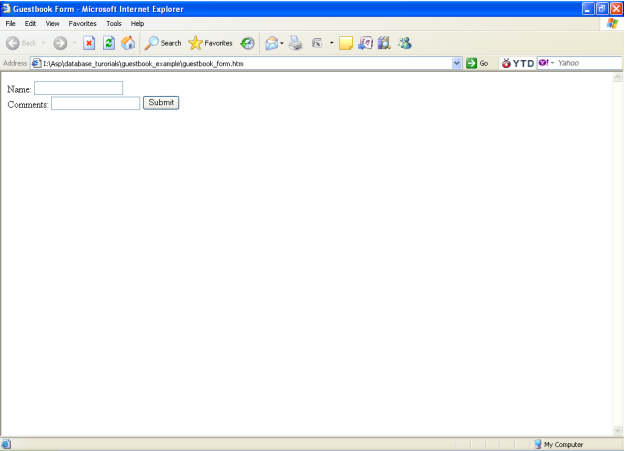 Guestbook Form - Microsoft Internet Explorer
File Edit View Favorites Tools Help
Back Search Favorites
Address I:\Asp\database_turorials\guestbook_example\guestbook_form.htm Go YTD Y! Yahoo
Name:
Comments: Submit
My Computer